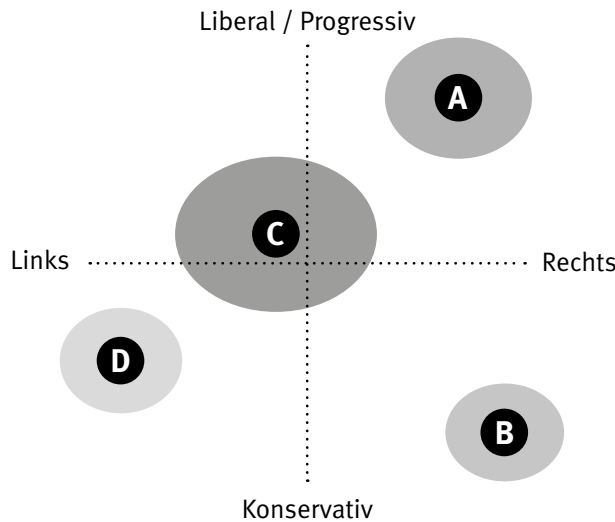 Liberal / Progressiv
A
C
Links
Rechts
D
B
Konservativ